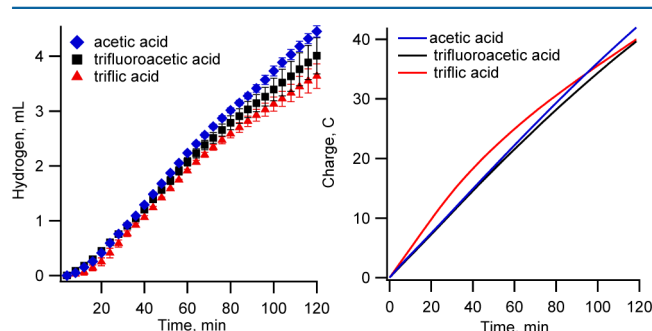 Hydrogen, mL
4
3
2
1
0
acetic acid
trifluoroacetic acid
triflic acid
20
40
60
80
100
120
Time, min
Charge, C
40
30
20
10
0
acetic acid
trifluoroacetic acid
triflic acid
0
20
40
60
80
100
120
Time, min